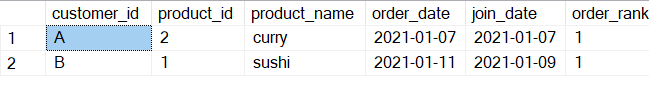 customer_id product_id product_name order_date join_date order_rank
1 A 2 curry 2021-01-07 2021-01-07 1
2 B 1 sushi 2021-01-11 2021-01-09 1